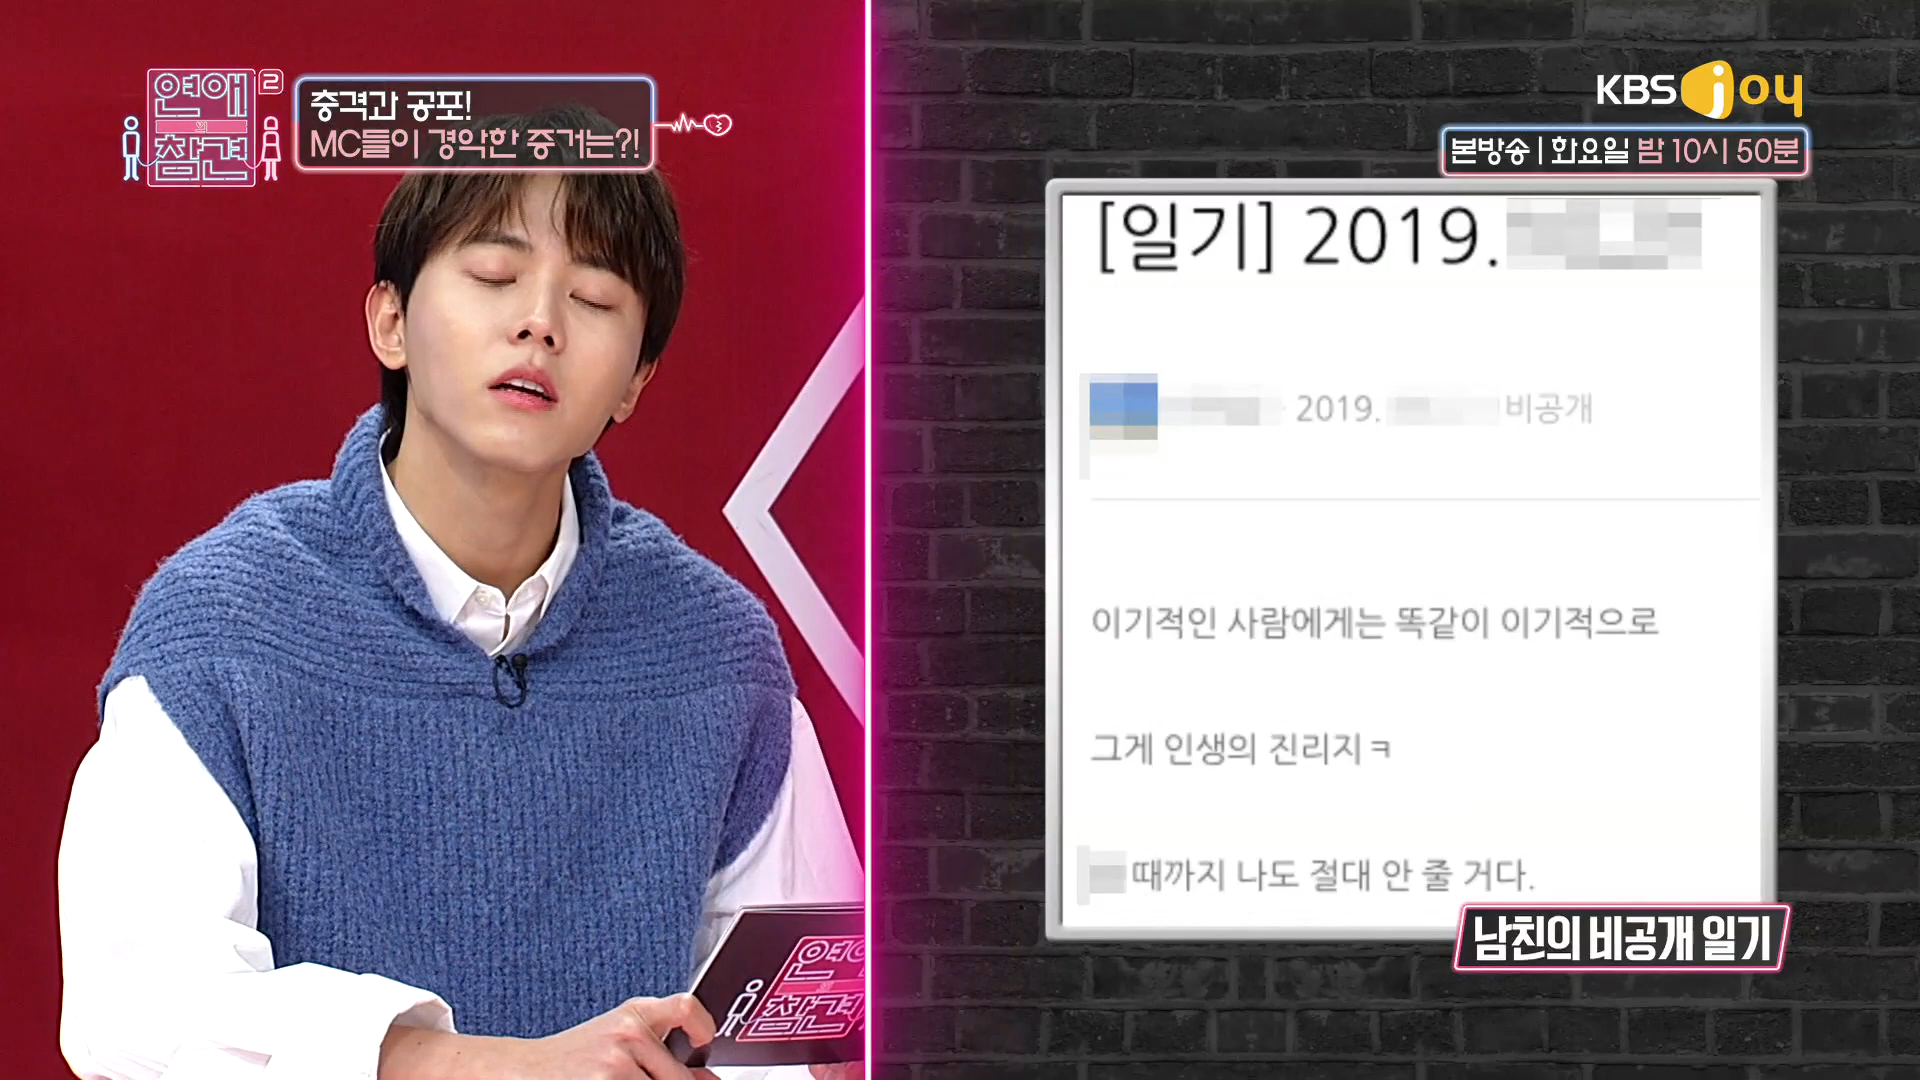 연애의 참견 2
충격과 공포!
MC들이 경악한 증거는?!
KBS joy
본방송 | 화요일 밤 10시 50분
[일기] 2019.
2019. 비공개
이기적인 사람에게는 똑같이 이기적으로
그게 인생의 진리지ㅋ
때까지 나도 절대 안 줄 거다.
남친의 비공개 일기
연애의 참견